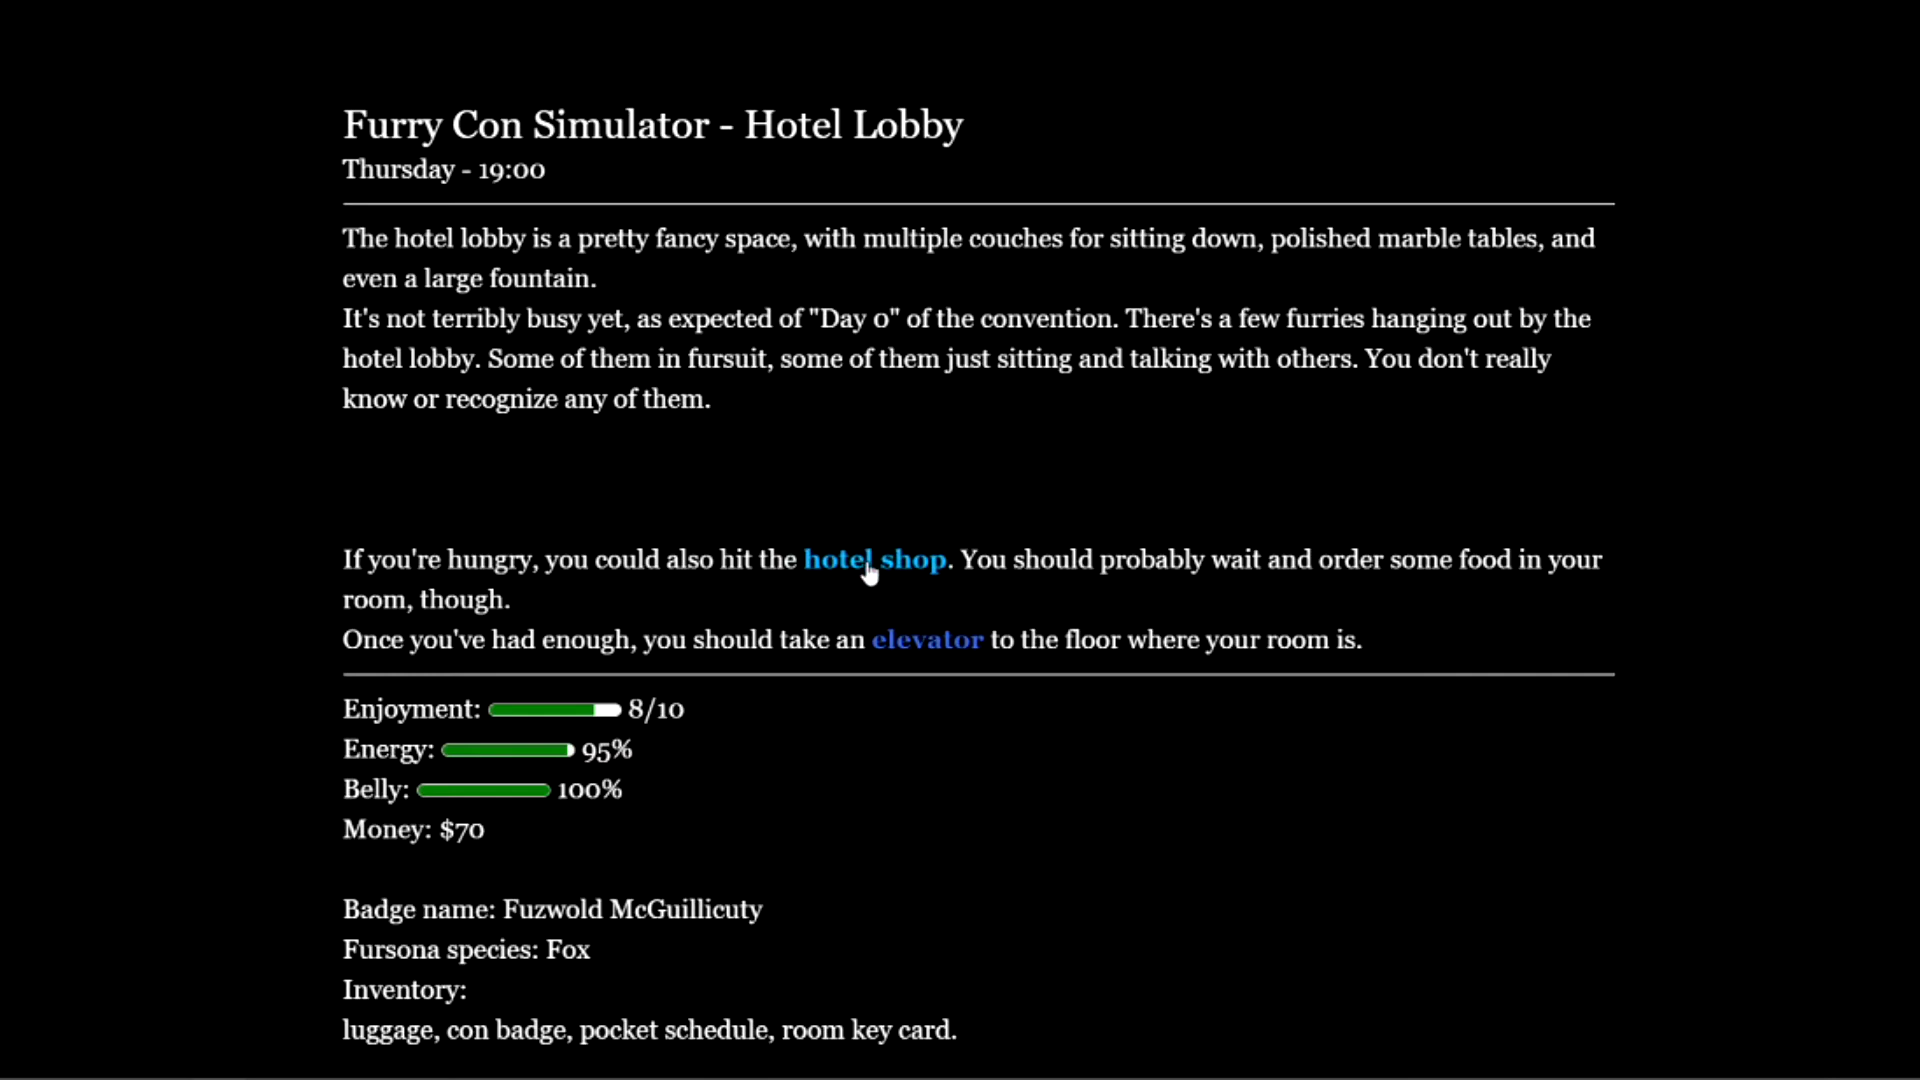 Furry Con Simulator - Hotel Lobby
Thursday - 19:00
The hotel lobby is a pretty fancy space, with multiple couches for sitting down, polished marble tables, and
even a large fountain.
It's not terribly busy yet, as expected of "Day 0" of the convention. There's a few furries hanging out by the
hotel lobby. Some of them in fursuit, some of them just sitting and talking with others. You don't really
know or recognize any of them.
If you're hungry, you could also hit the hotel shop. You should probably wait and order some food in your
room, though.
Once you've had enough, you should take an elevator to the floor where your room is.
Enjoyment: 8/10
Energy: 95%
Belly: 100%
Money: $70
Badge name: Fuzwold McGuillicuty
Fursona species: Fox
Inventory:
luggage, con badge, pocket schedule, room key card.